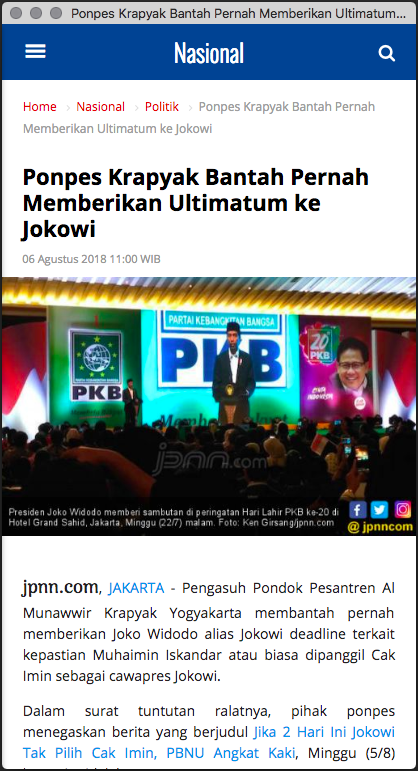 Ponpes Krapyak Bantah Pernah Memberikan Ultimatum...
Nasional
Home › Nasional › Politik › Ponpes Krapyak Bantah Pernah
Memberikan Ultimatum ke Jokowi
Ponpes Krapyak Bantah Pernah
Memberikan Ultimatum ke
Jokowi
06 Agustus 2018 11:00 WIB
PARTAI KEBANGKITAN BANGSA
PKB
PKB
20
PKB
CINTA
INDONESIA
jpnn.com
Presiden Joko Widodo memberi sambutan di peringatan Hari Lahir PKB ke-20 di
Hotel Grand Sahid, Jakarta, Minggu (22/7) malam. Foto: Ken Girsang/jpnn.com
@ jpnncom
jpnn.com, JAKARTA - Pengasuh Pondok Pesantren Al
Munawwir Krapyak Yogyakarta membantah pernah
memberikan Joko Widodo alias Jokowi deadline terkait
kepastian Muhaimin Iskandar atau biasa dipanggil Cak
Imin sebagai cawapres Jokowi.
Dalam surat tuntutan ralatnya, pihak ponpes
menegaskan berita yang berjudul Jika 2 Hari Ini Jokowi
Tak Pilih Cak Imin, PBNU Angkat Kaki, Minggu (5/8)